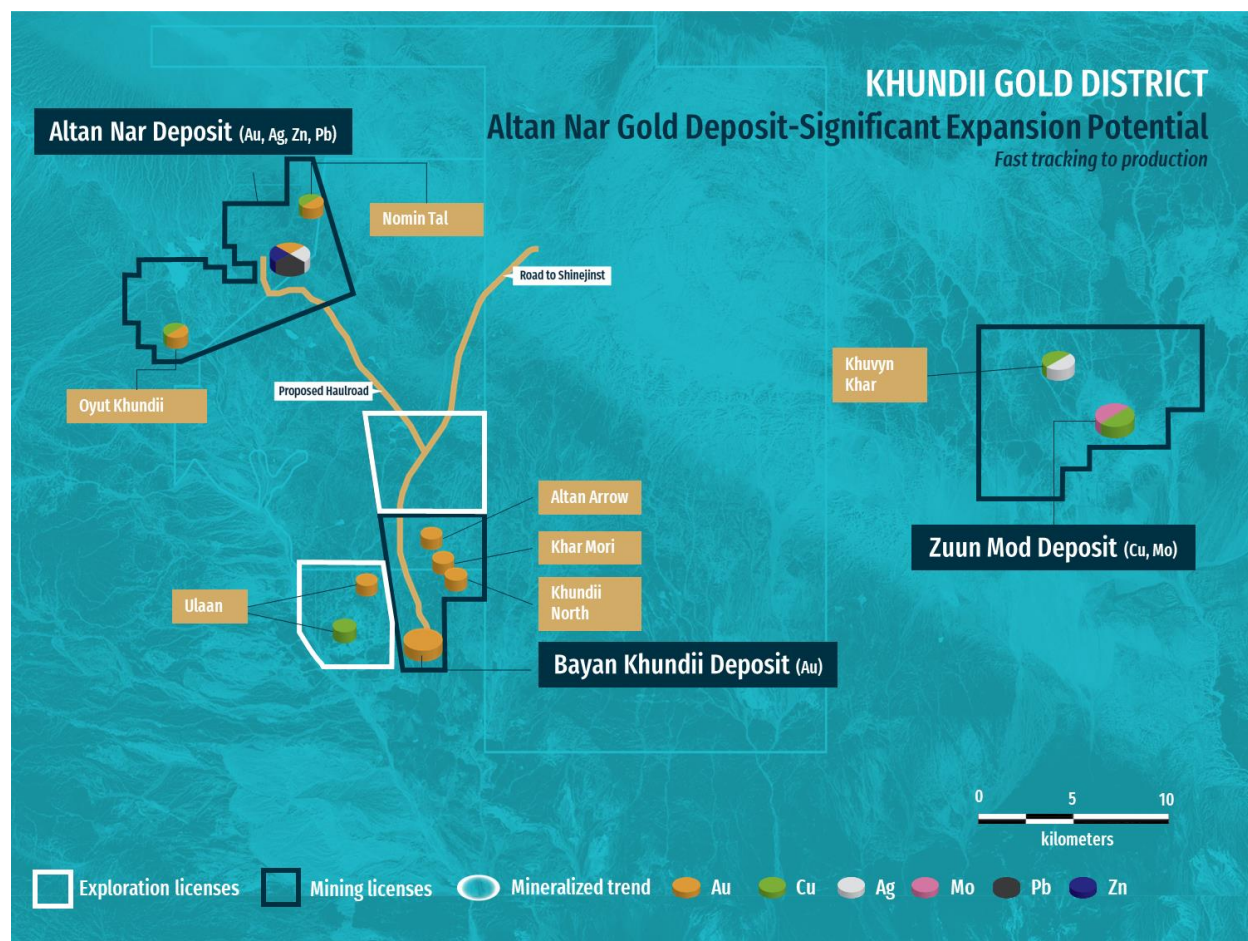 KHUNDII GOLD DISTRICT
Altan Nar Gold Deposit-Significant Expansion Potential
Fast tracking to production
Altan Nar Deposit (Au, Ag, Zn, Pb)
Nomin Tal
Road to Shinejinst
Proposed Haulroad
Oyut Khundii
Khuvyn
Khar
Altan Arrow
Khar Mori
Khundii
North
Ulaan
Zuun Mod Deposit (Cu, Mo)
Bayan Khundii Deposit (Au)
0 5 10
kilometers
Exploration licenses Mining licenses Mineralized trend Au Cu Ag Mo Pb Zn